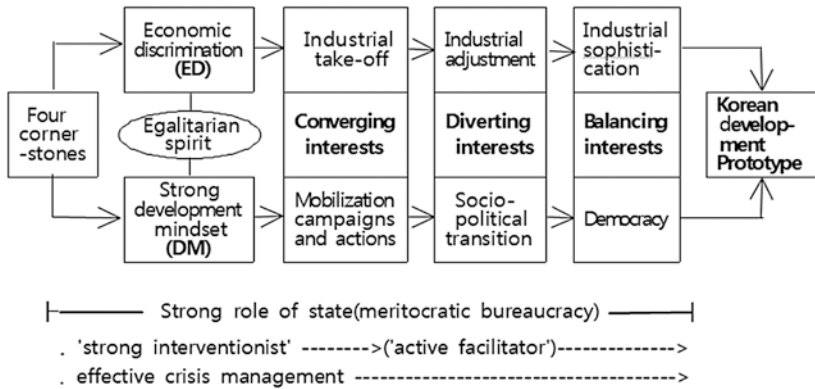 Four
corner
-stones
Economic
discrimination
(ED)
Egalitarian
spirit
Strong
development
mindset
(DM)
Industrial
take-off
Converging
interests
Mobilization
campaigns
and actions
Industrial
adjustment
Diverting
interests
Socio-
political
transition
Industrial
sophisti-
cation
Balancing
interests
Democracy
Korean
develop-
ment
Prototype
Strong role of state(meritocratic bureaucracy)
. 'strong interventionist' -------->('active facilitator')-------------->
. effective crisis management -------------------------------------->